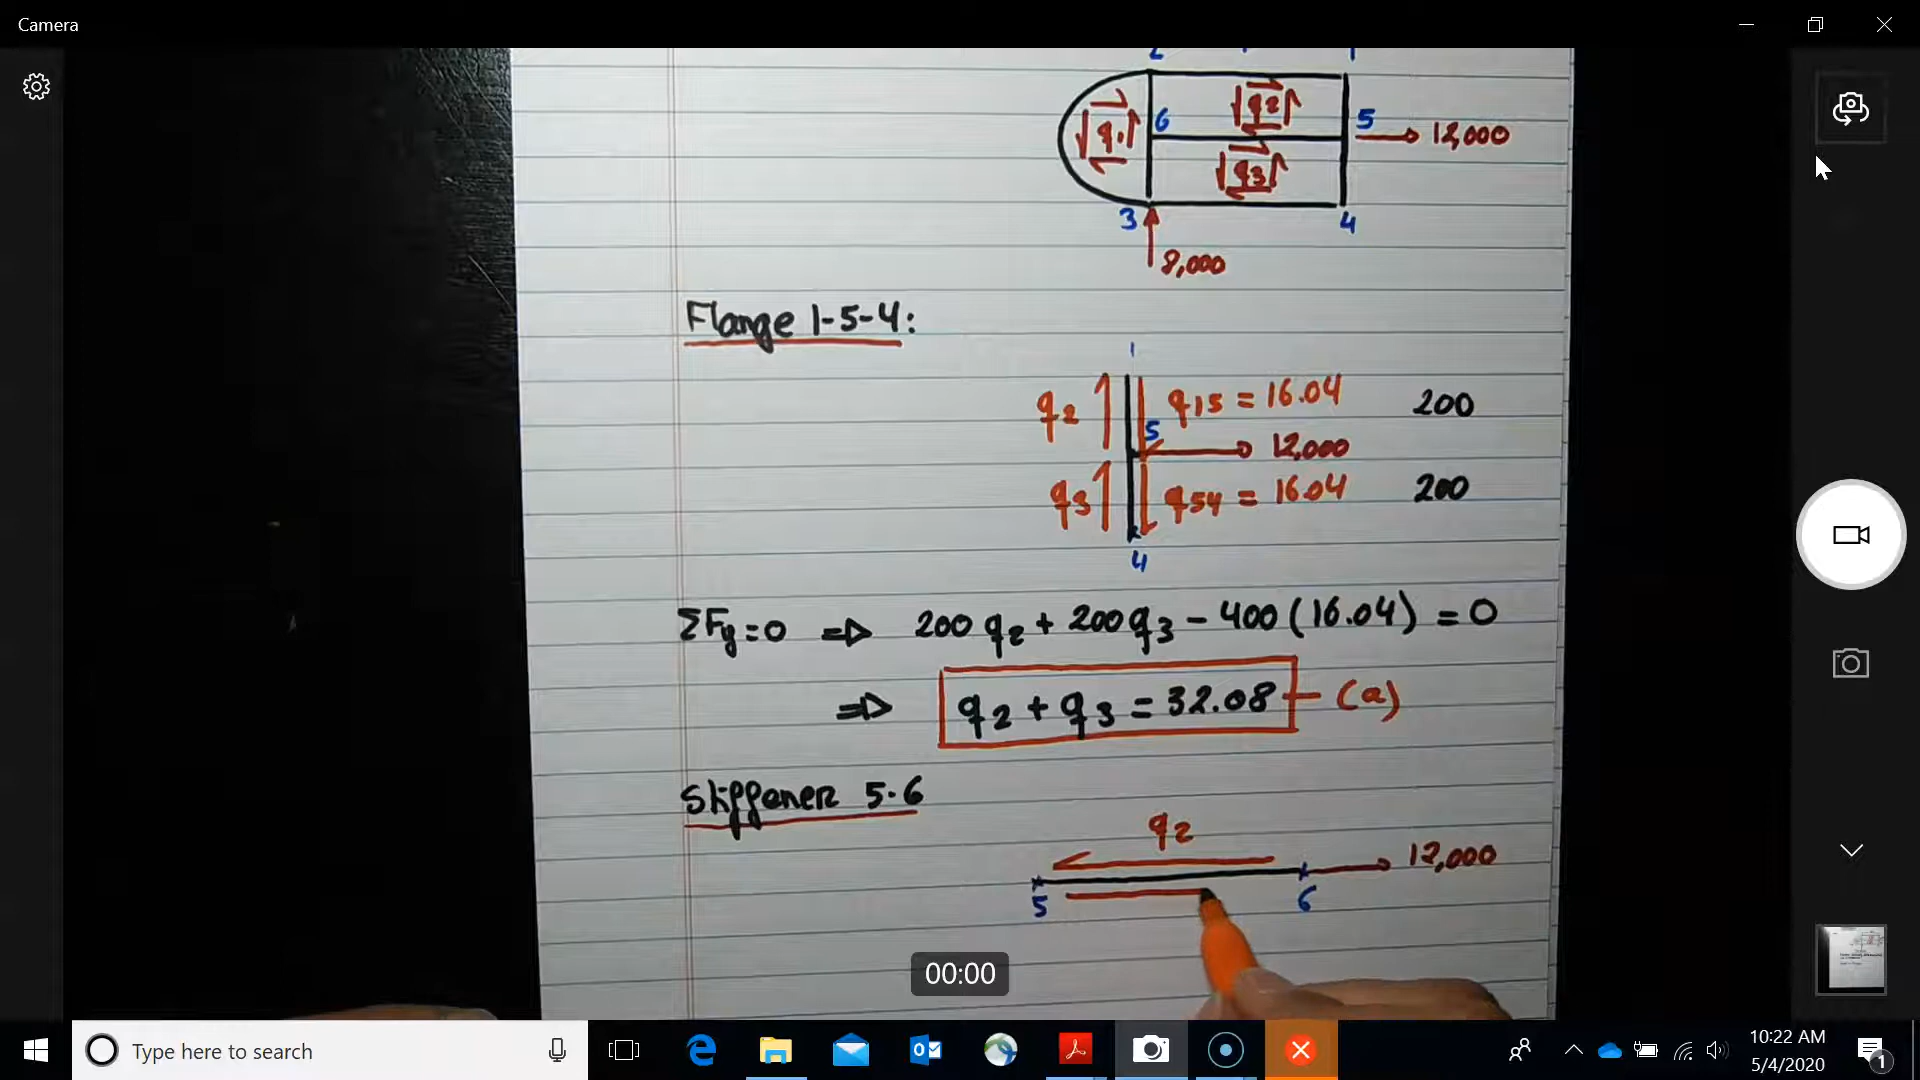 Camera
2 1
q1 6 q2 5 12,000
q3
3 4
8,000
Flange 1-5-4:
1
q2 q15 = 16.04 200
5 12,000
q3 q54 = 16.04 200
4
ΣFy=0 ⇒ 200 q2 + 200 q3 - 400 (16.04) = 0
⇒ q2 + q3 = 32.08 - (a)
Stiffener 5-6
q2
12,000
5 6
00:00
Type here to search
10:22 AM
5/4/2020
1